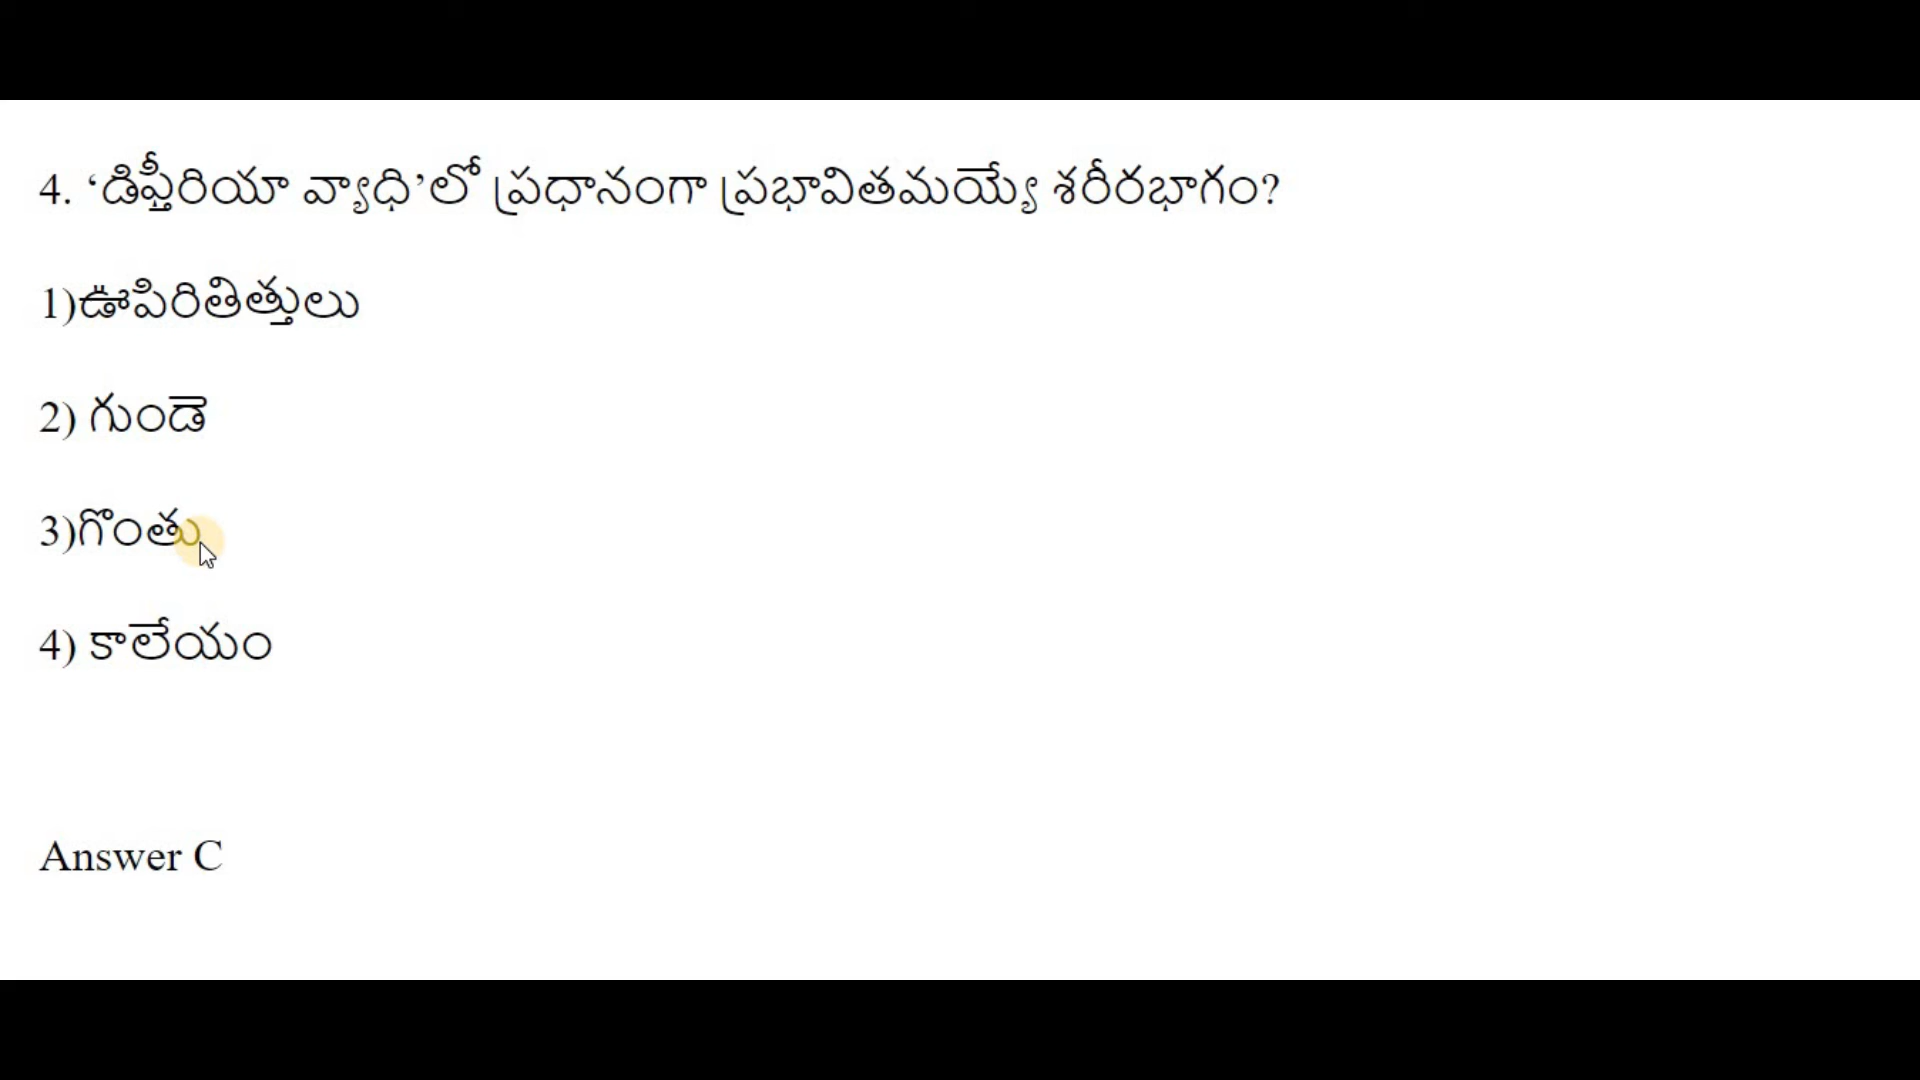 4. ‘డిఫ్తీరియా వ్యాధి’లో ప్రధానంగా ప్రభావితమయ్యే శరీరభాగం?
1)ఊపిరితిత్తులు
2) గుండె
3)గొంతు
4) కాలేయం
Answer C